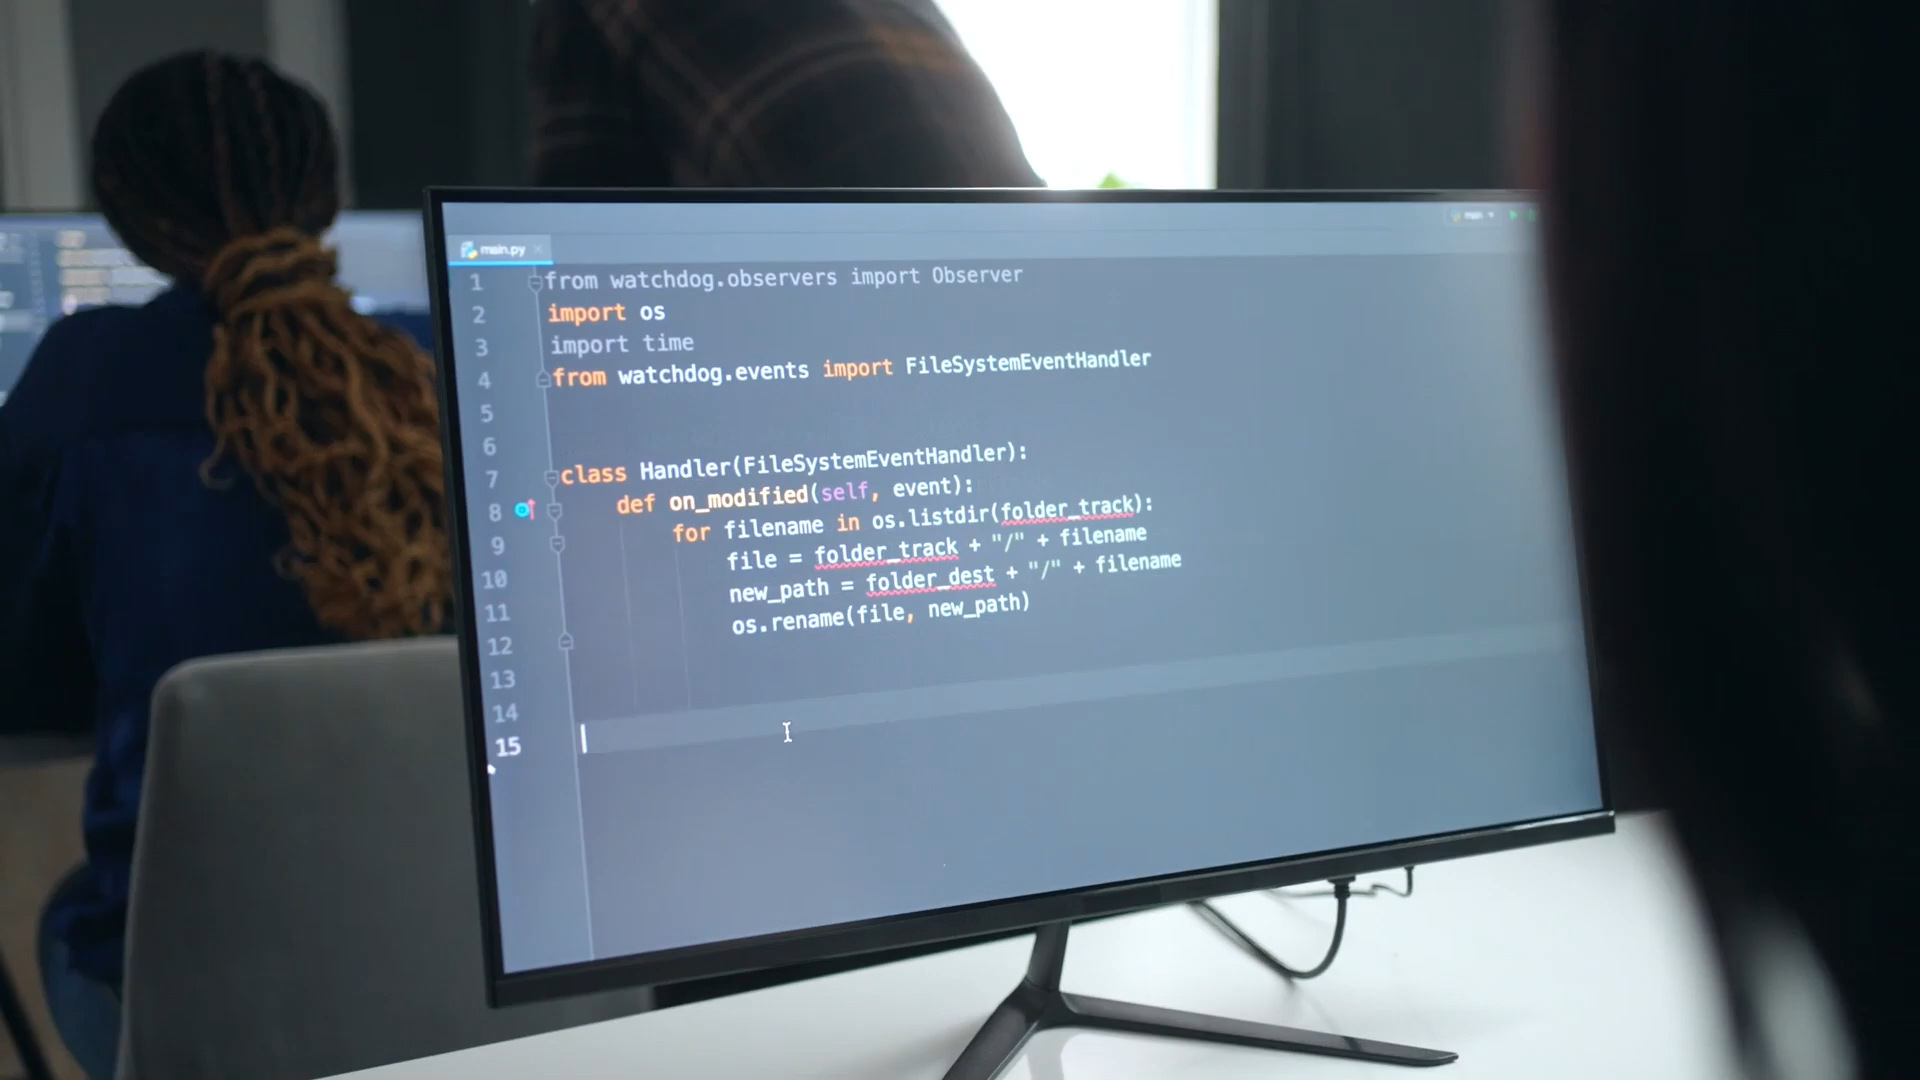 main.py
main
1 from watchdog.observers import Observer
2 import os
3 import time
4 from watchdog.events import FileSystemEventHandler
5
6
7 class Handler(FileSystemEventHandler):
8 def on_modified(self, event):
9 for filename in os.listdir(folder_track):
10 file = folder_track + "/" + filename
11 new_path = folder_dest + "/" + filename
12 os.rename(file, new_path)
13
14
15